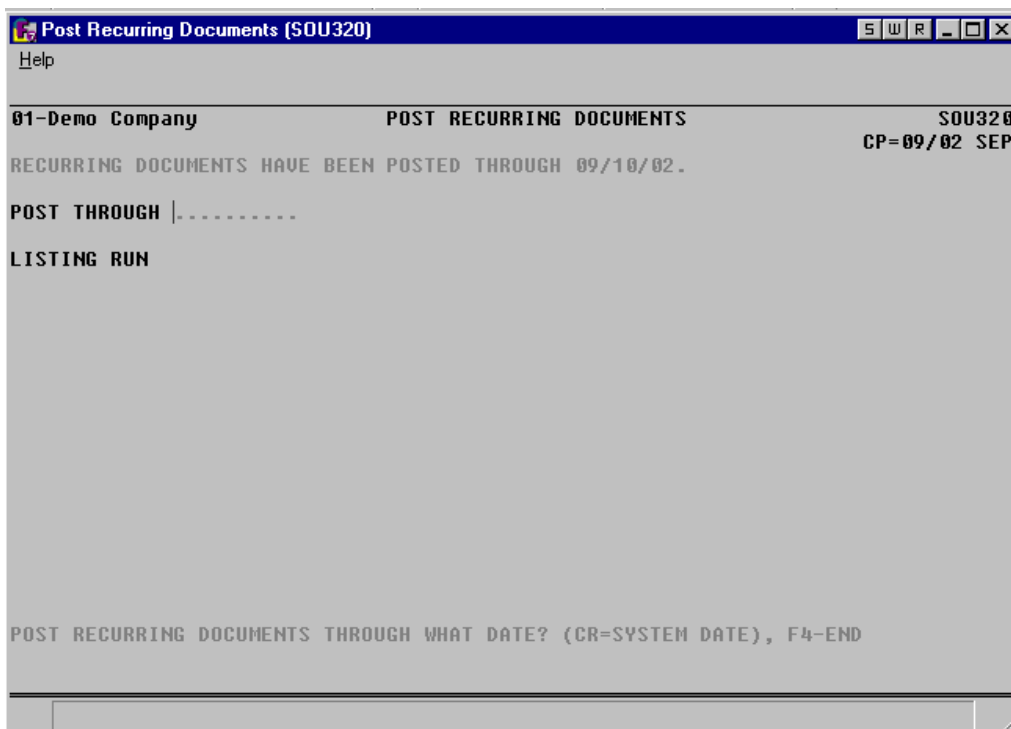 Post Recurring Documents (SOU320)
S W R
Help
01-Demo Company POST RECURRING DOCUMENTS SOU320
CP=09/02 SEP
RECURRING DOCUMENTS HAVE BEEN POSTED THROUGH 09/10/02.
POST THROUGH ..........
LISTING RUN
POST RECURRING DOCUMENTS THROUGH WHAT DATE? (CR=SYSTEM DATE), F4-END